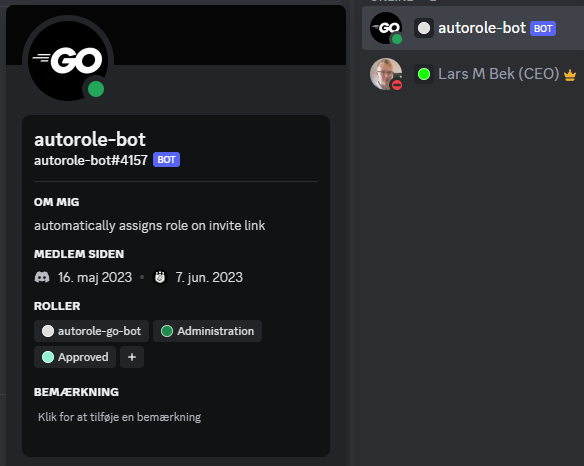 GO
autorole-bot
autorole-bot#4157 BOT
OM MIG
automatically assigns role on invite link
MEDLEM SIDEN
16. maj 2023 • 7. jun. 2023
ROLLER
autorole-go-bot Administration
Approved +
BEMÆRKNING
Klik for at tilføje en bemærkning
GO autorole-bot BOT
Lars M Bek (CEO)